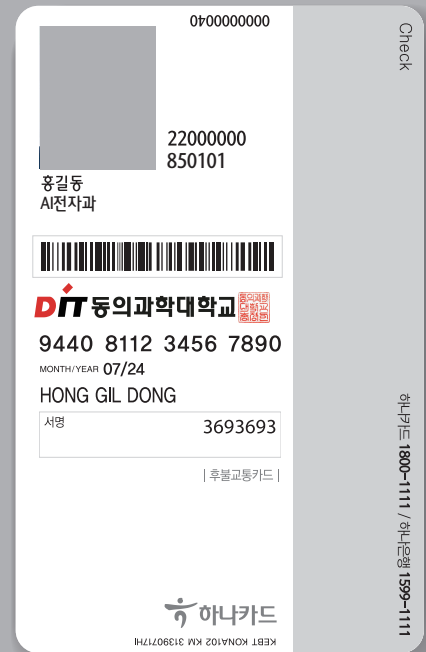 0400000000
Check
22000000
850101
홍길동
AI전자과
DIT 동의과학대학교
9440 8112 3456 7890
MONTH/YEAR 07/24
HONG GIL DONG
서명 3693693
| 후불교통카드 |
하나카드 1800-1111 / 하나은행 1599-1111
하나카드
KEBT KONA102 KM 31390717HI